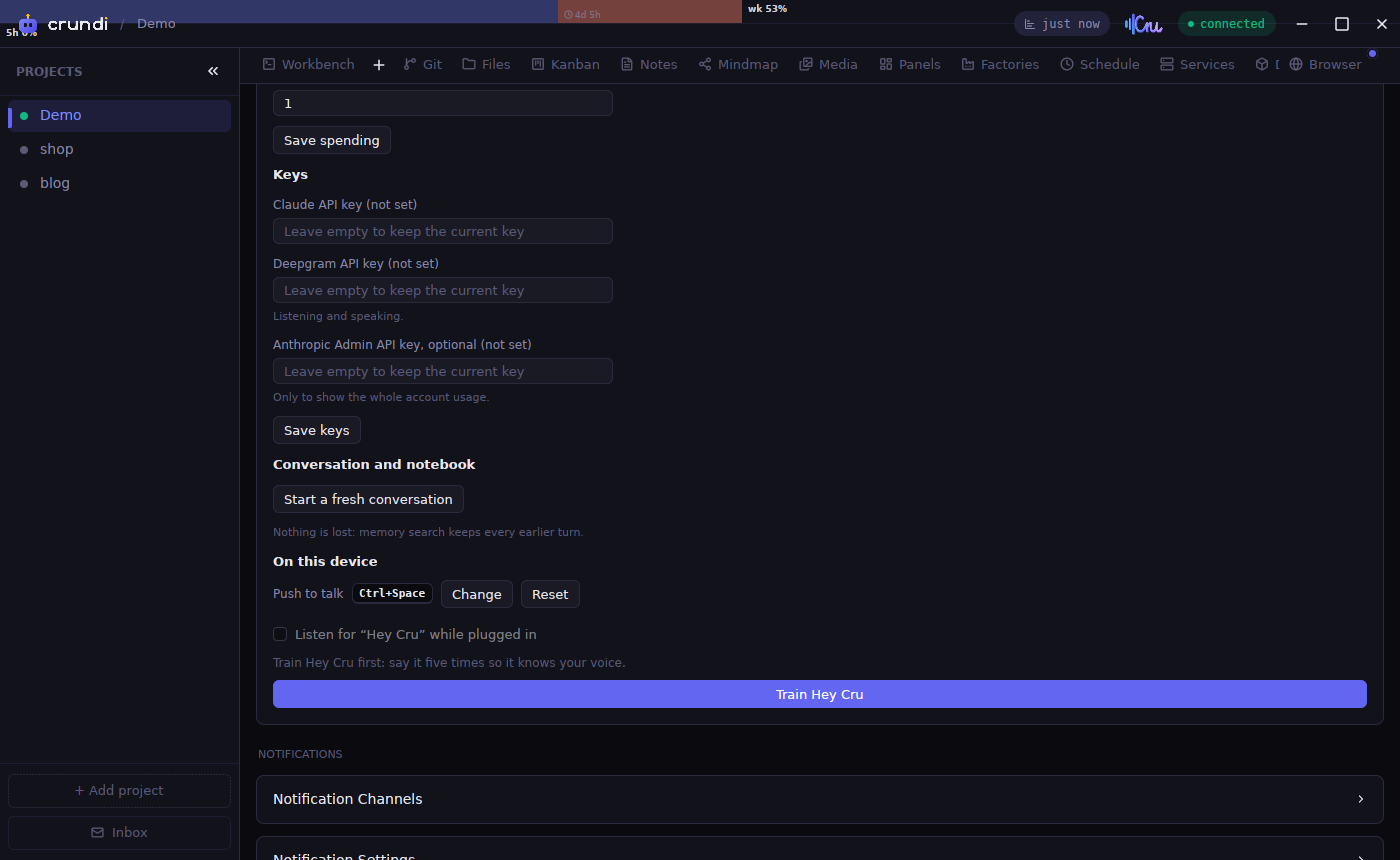 4d 5h
wk 53%
crundi / Demo
just now
Cru
connected
PROJECTS
Workbench
Git
Files
Kanban
Notes
Mindmap
Media
Panels
Factories
Schedule
Services
Browser
Demo
shop
blog
1
Save spending
Keys
Claude API key (not set)
Leave empty to keep the current key
Deepgram API key (not set)
Leave empty to keep the current key
Listening and speaking.
Anthropic Admin API key, optional (not set)
Leave empty to keep the current key
Only to show the whole account usage.
Save keys
Conversation and notebook
Start a fresh conversation
Nothing is lost: memory search keeps every earlier turn.
On this device
Push to talk Ctrl+Space Change Reset
Listen for “Hey Cru” while plugged in
Train Hey Cru first: say it five times so it knows your voice.
Train Hey Cru
NOTIFICATIONS
Notification Channels
Notification Settings
+ Add project
Inbox